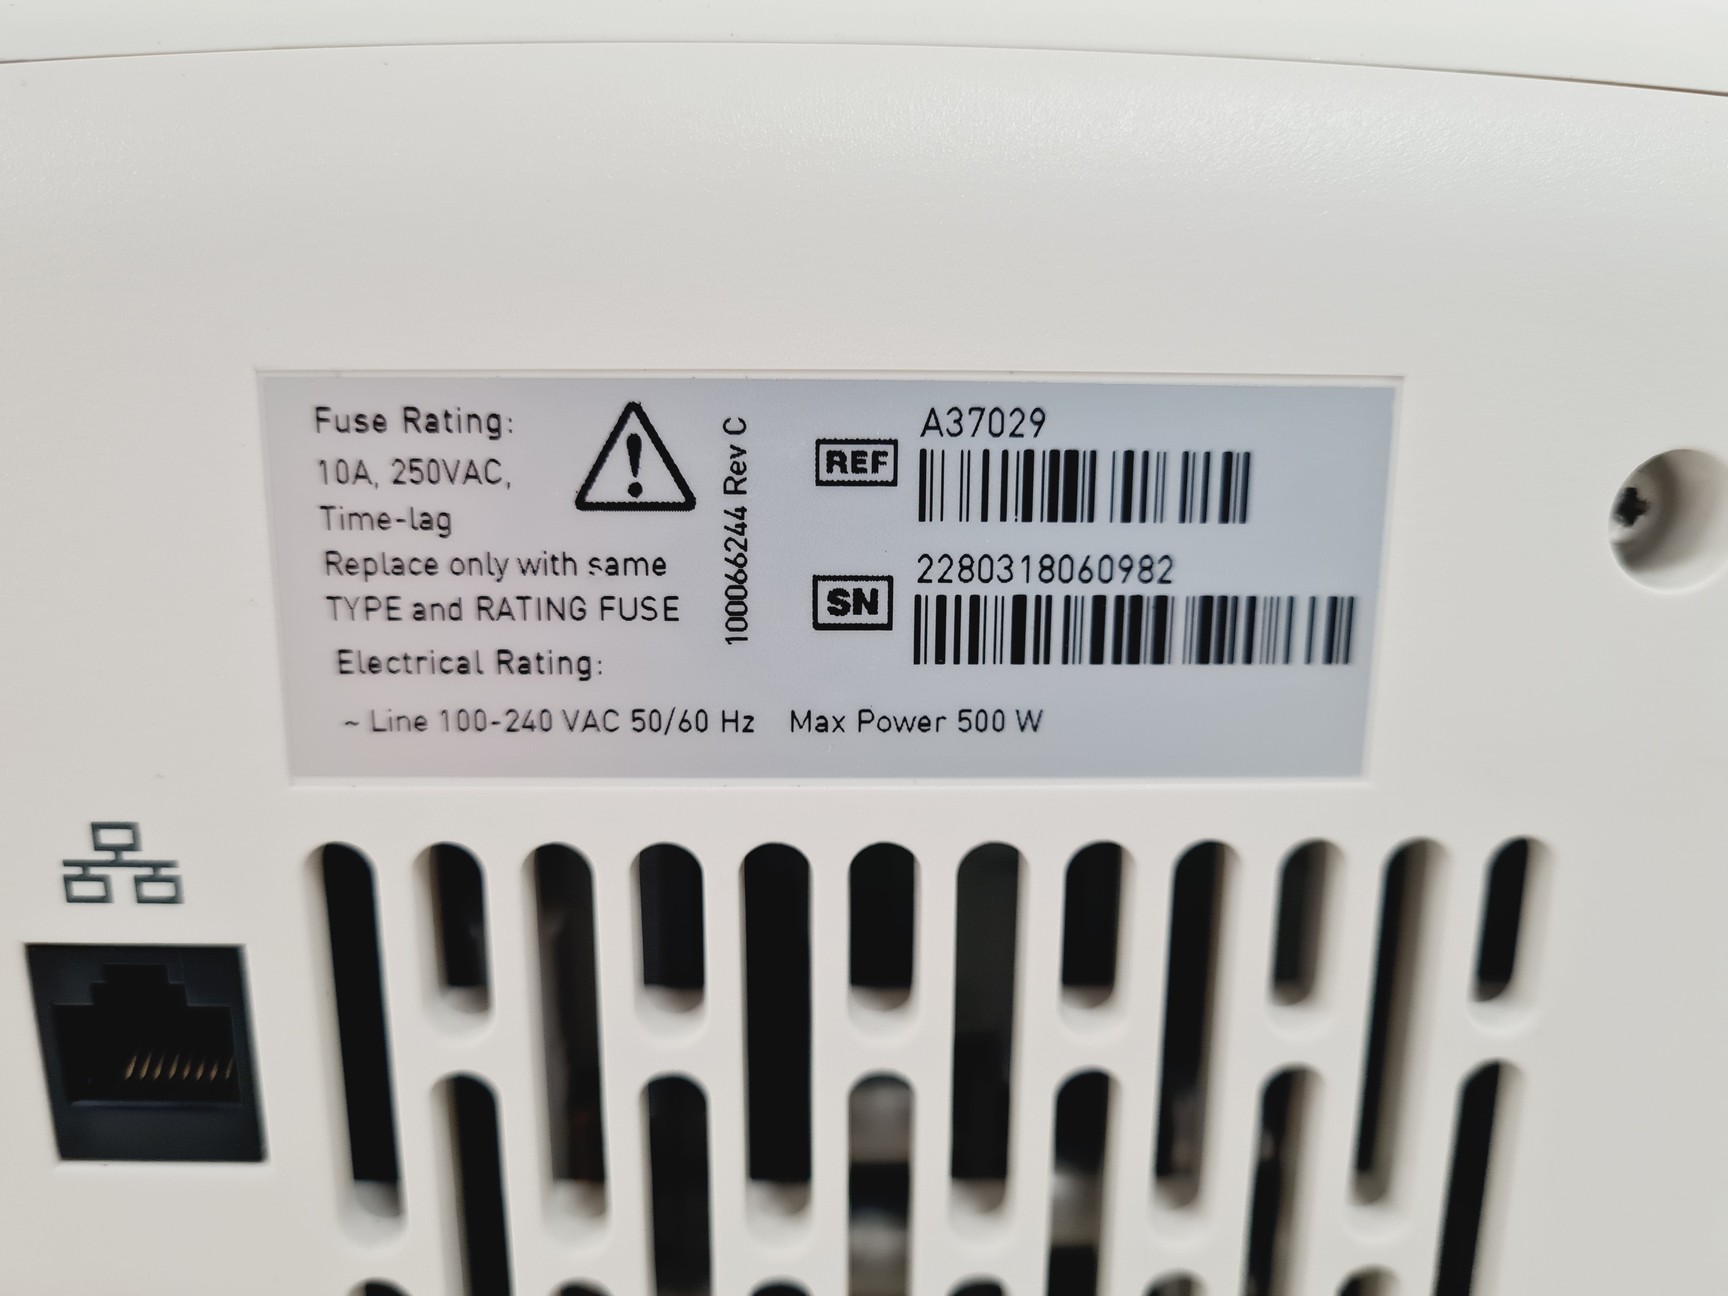 Fuse Rating:
10A, 250VAC,
Time-lag
Replace only with same
TYPE and RATING FUSE
Electrical Rating:
~ Line 100-240 VAC 50/60 Hz Max Power 500 W
100066244 Rev C
REF
A37029
SN
2280318060982